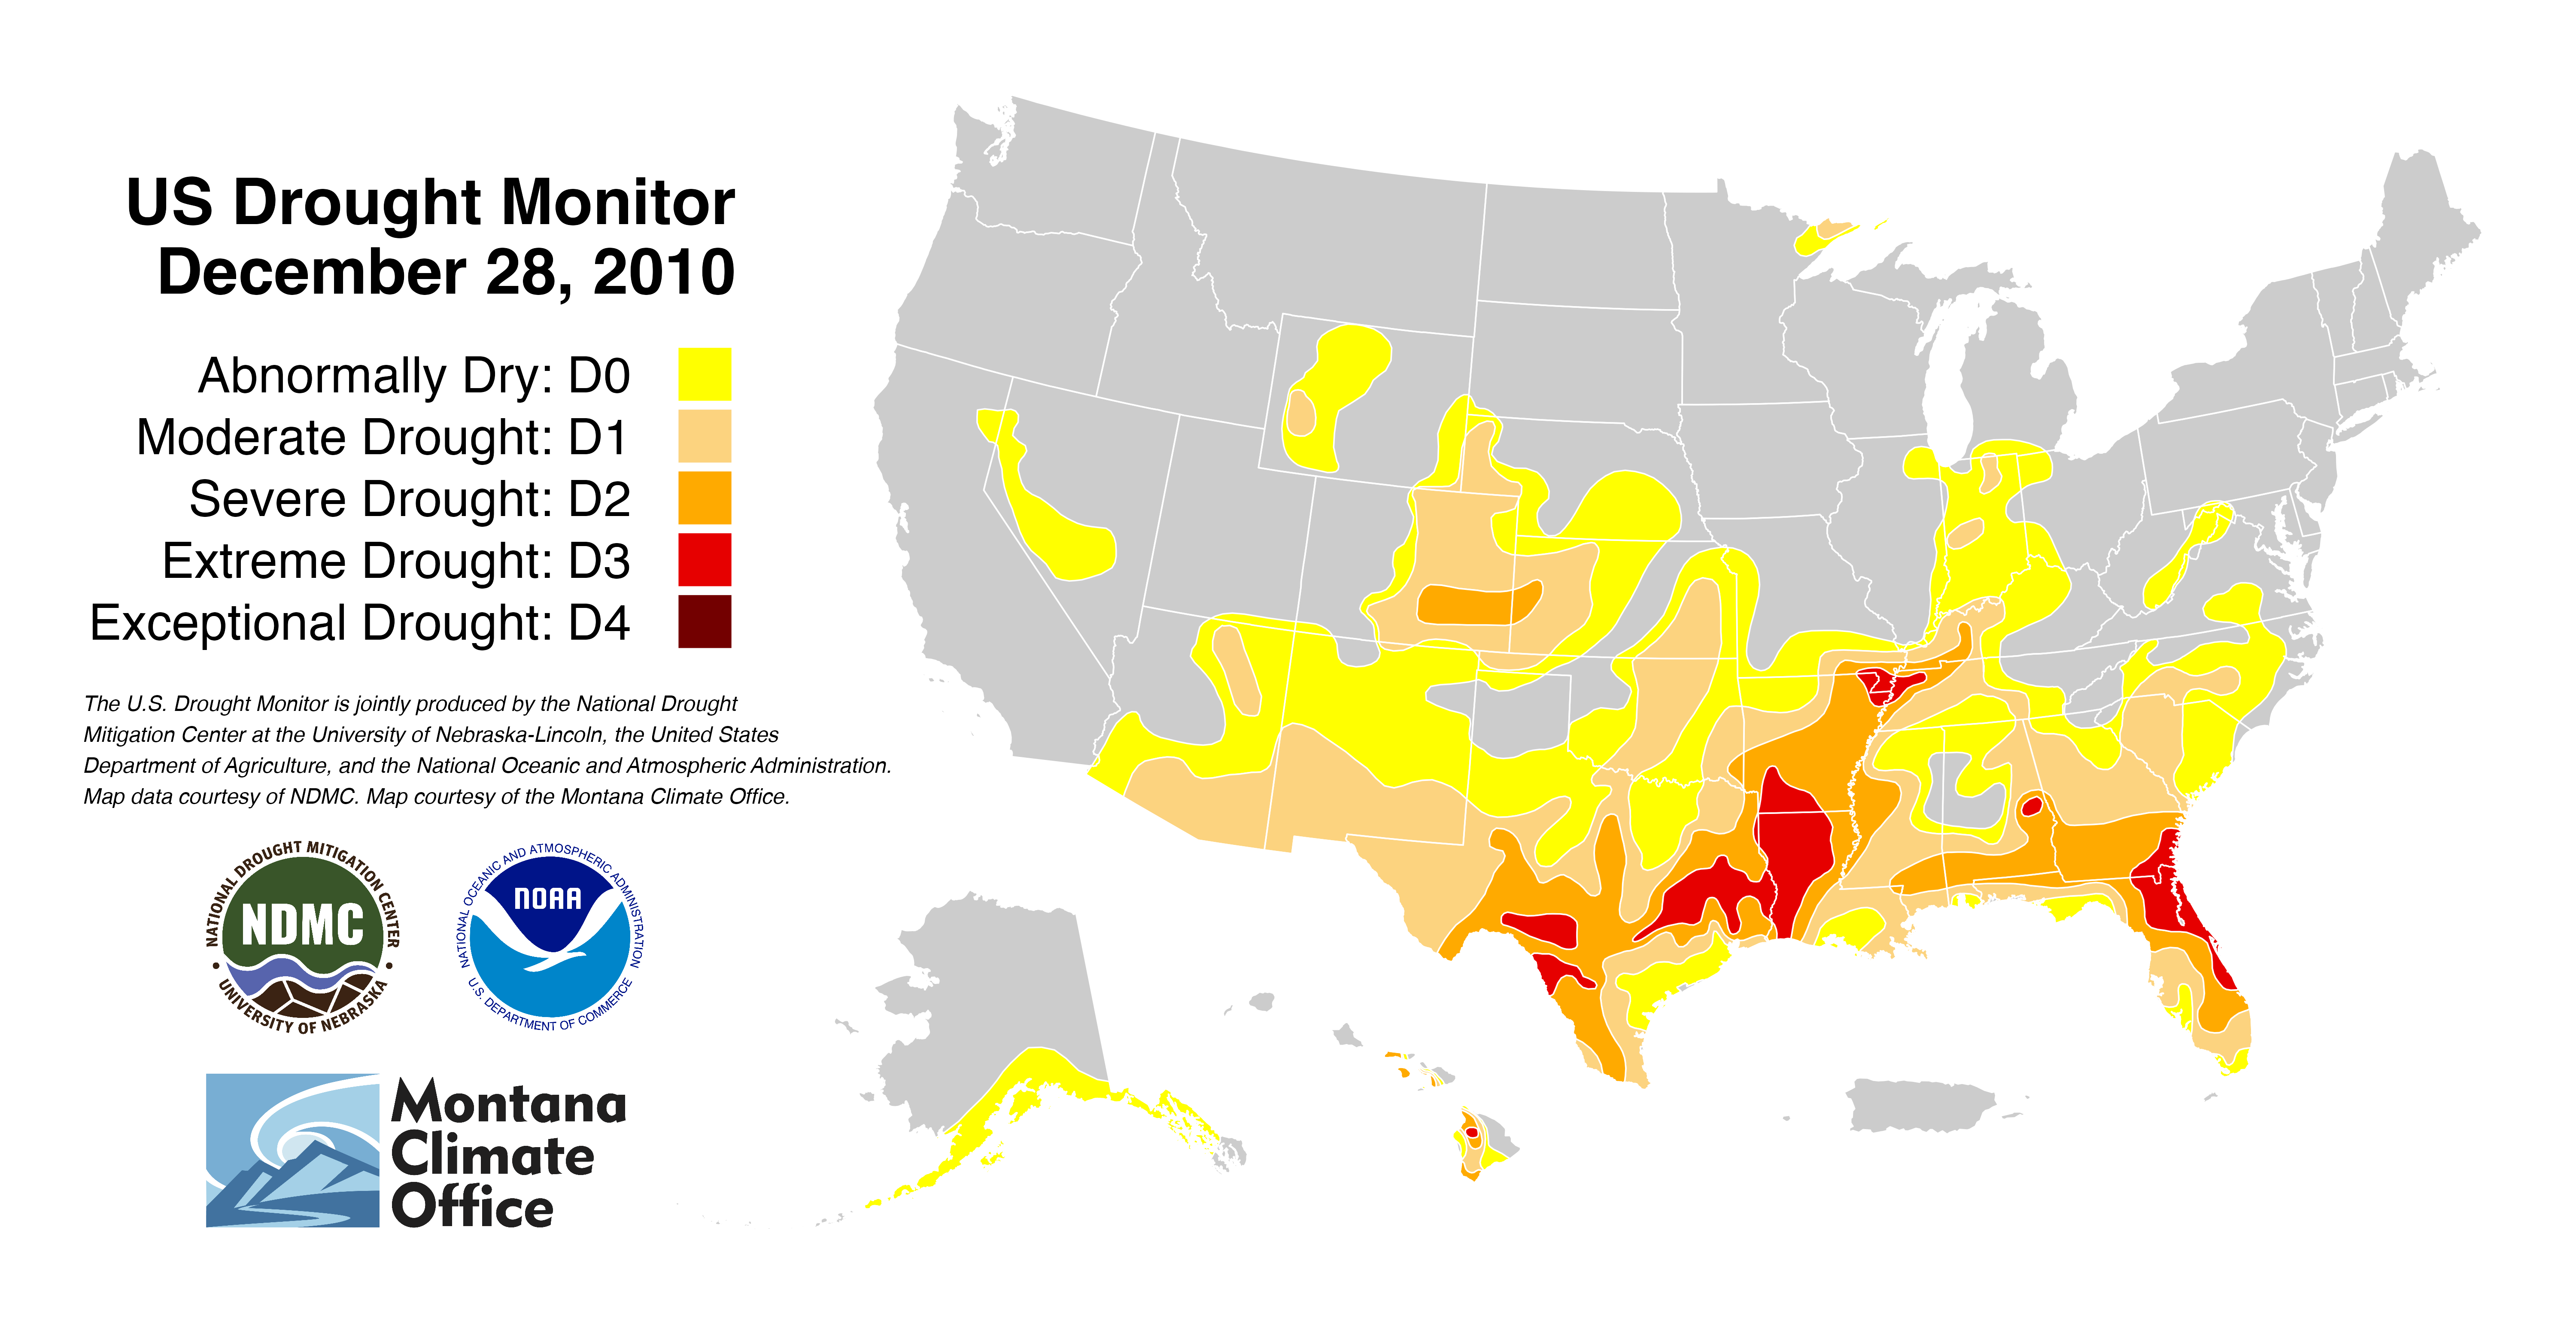 US Drought Monitor
December 28, 2010
Abnormally Dry: D0
Moderate Drought: D1
Severe Drought: D2
Extreme Drought: D3
Exceptional Drought: D4
The U.S. Drought Monitor is jointly produced by the National Drought
Mitigation Center at the University of Nebraska-Lincoln, the United States
Department of Agriculture, and the National Oceanic and Atmospheric Administration.
Map data courtesy of NDMC. Map courtesy of the Montana Climate Office.
NATIONAL DROUGHT MITIGATION CENTER
NDMC
• UNIVERSITY OF NEBRASKA •
NATIONAL OCEANIC AND ATMOSPHERIC ADMINISTRATION
NOAA
U.S. DEPARTMENT OF COMMERCE
Montana
Climate
Office